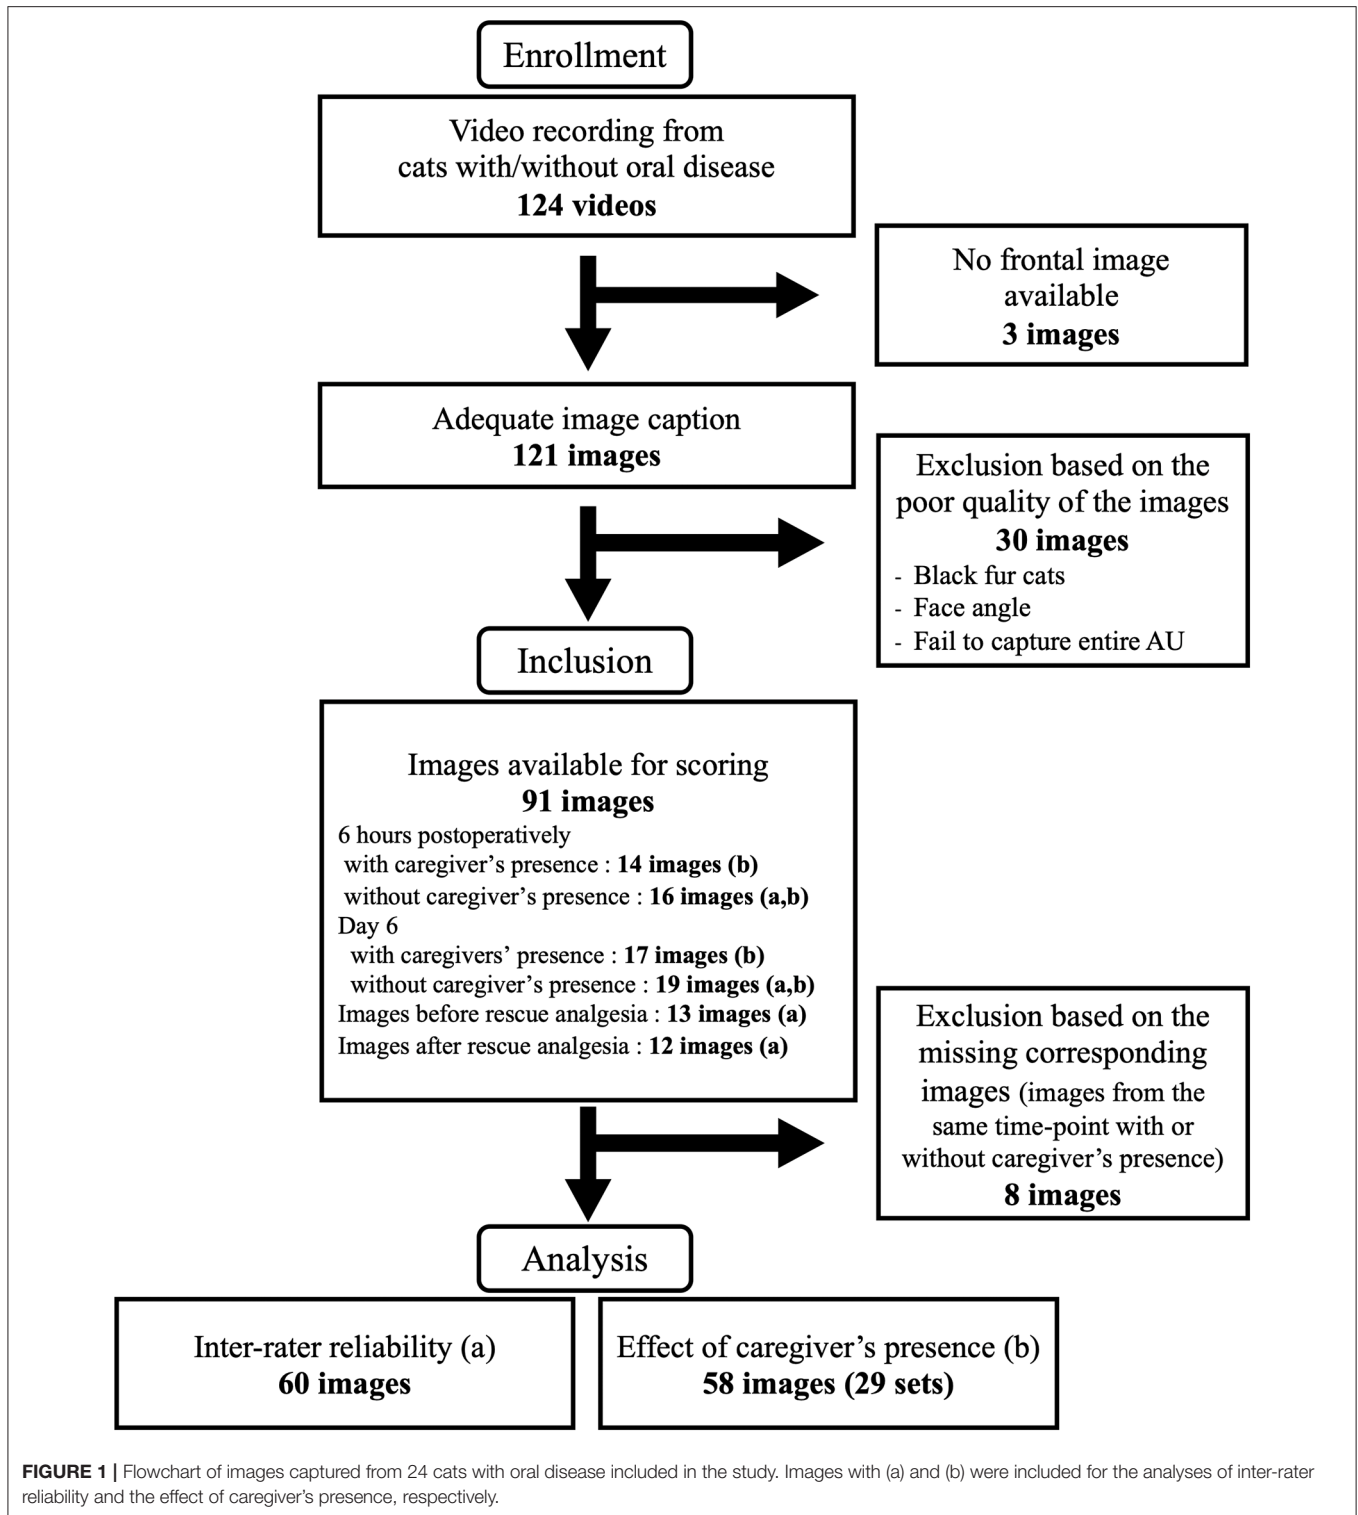 Enrollment
Video recording from
cats with/without oral disease
124 videos
No frontal image
available
3 images
Adequate image caption
121 images
Exclusion based on the
poor quality of the images
30 images
- Black fur cats
- Face angle
- Fail to capture entire AU
Inclusion
Images available for scoring
91 images
6 hours postoperatively
with caregiver’s presence : 14 images (b)
without caregiver’s presence : 16 images (a,b)
Day 6
with caregivers’ presence : 17 images (b)
without caregiver’s presence : 19 images (a,b)
Images before rescue analgesia : 13 images (a)
Images after rescue analgesia : 12 images (a)
Exclusion based on the
missing corresponding
images (images from the
same time-point with or
without caregiver’s presence)
8 images
Analysis
Inter-rater reliability (a)
60 images
Effect of caregiver’s presence (b)
58 images (29 sets)
FIGURE 1 | Flowchart of images captured from 24 cats with oral disease included in the study. Images with (a) and (b) were included for the analyses of inter-rater
reliability and the effect of caregiver’s presence, respectively.